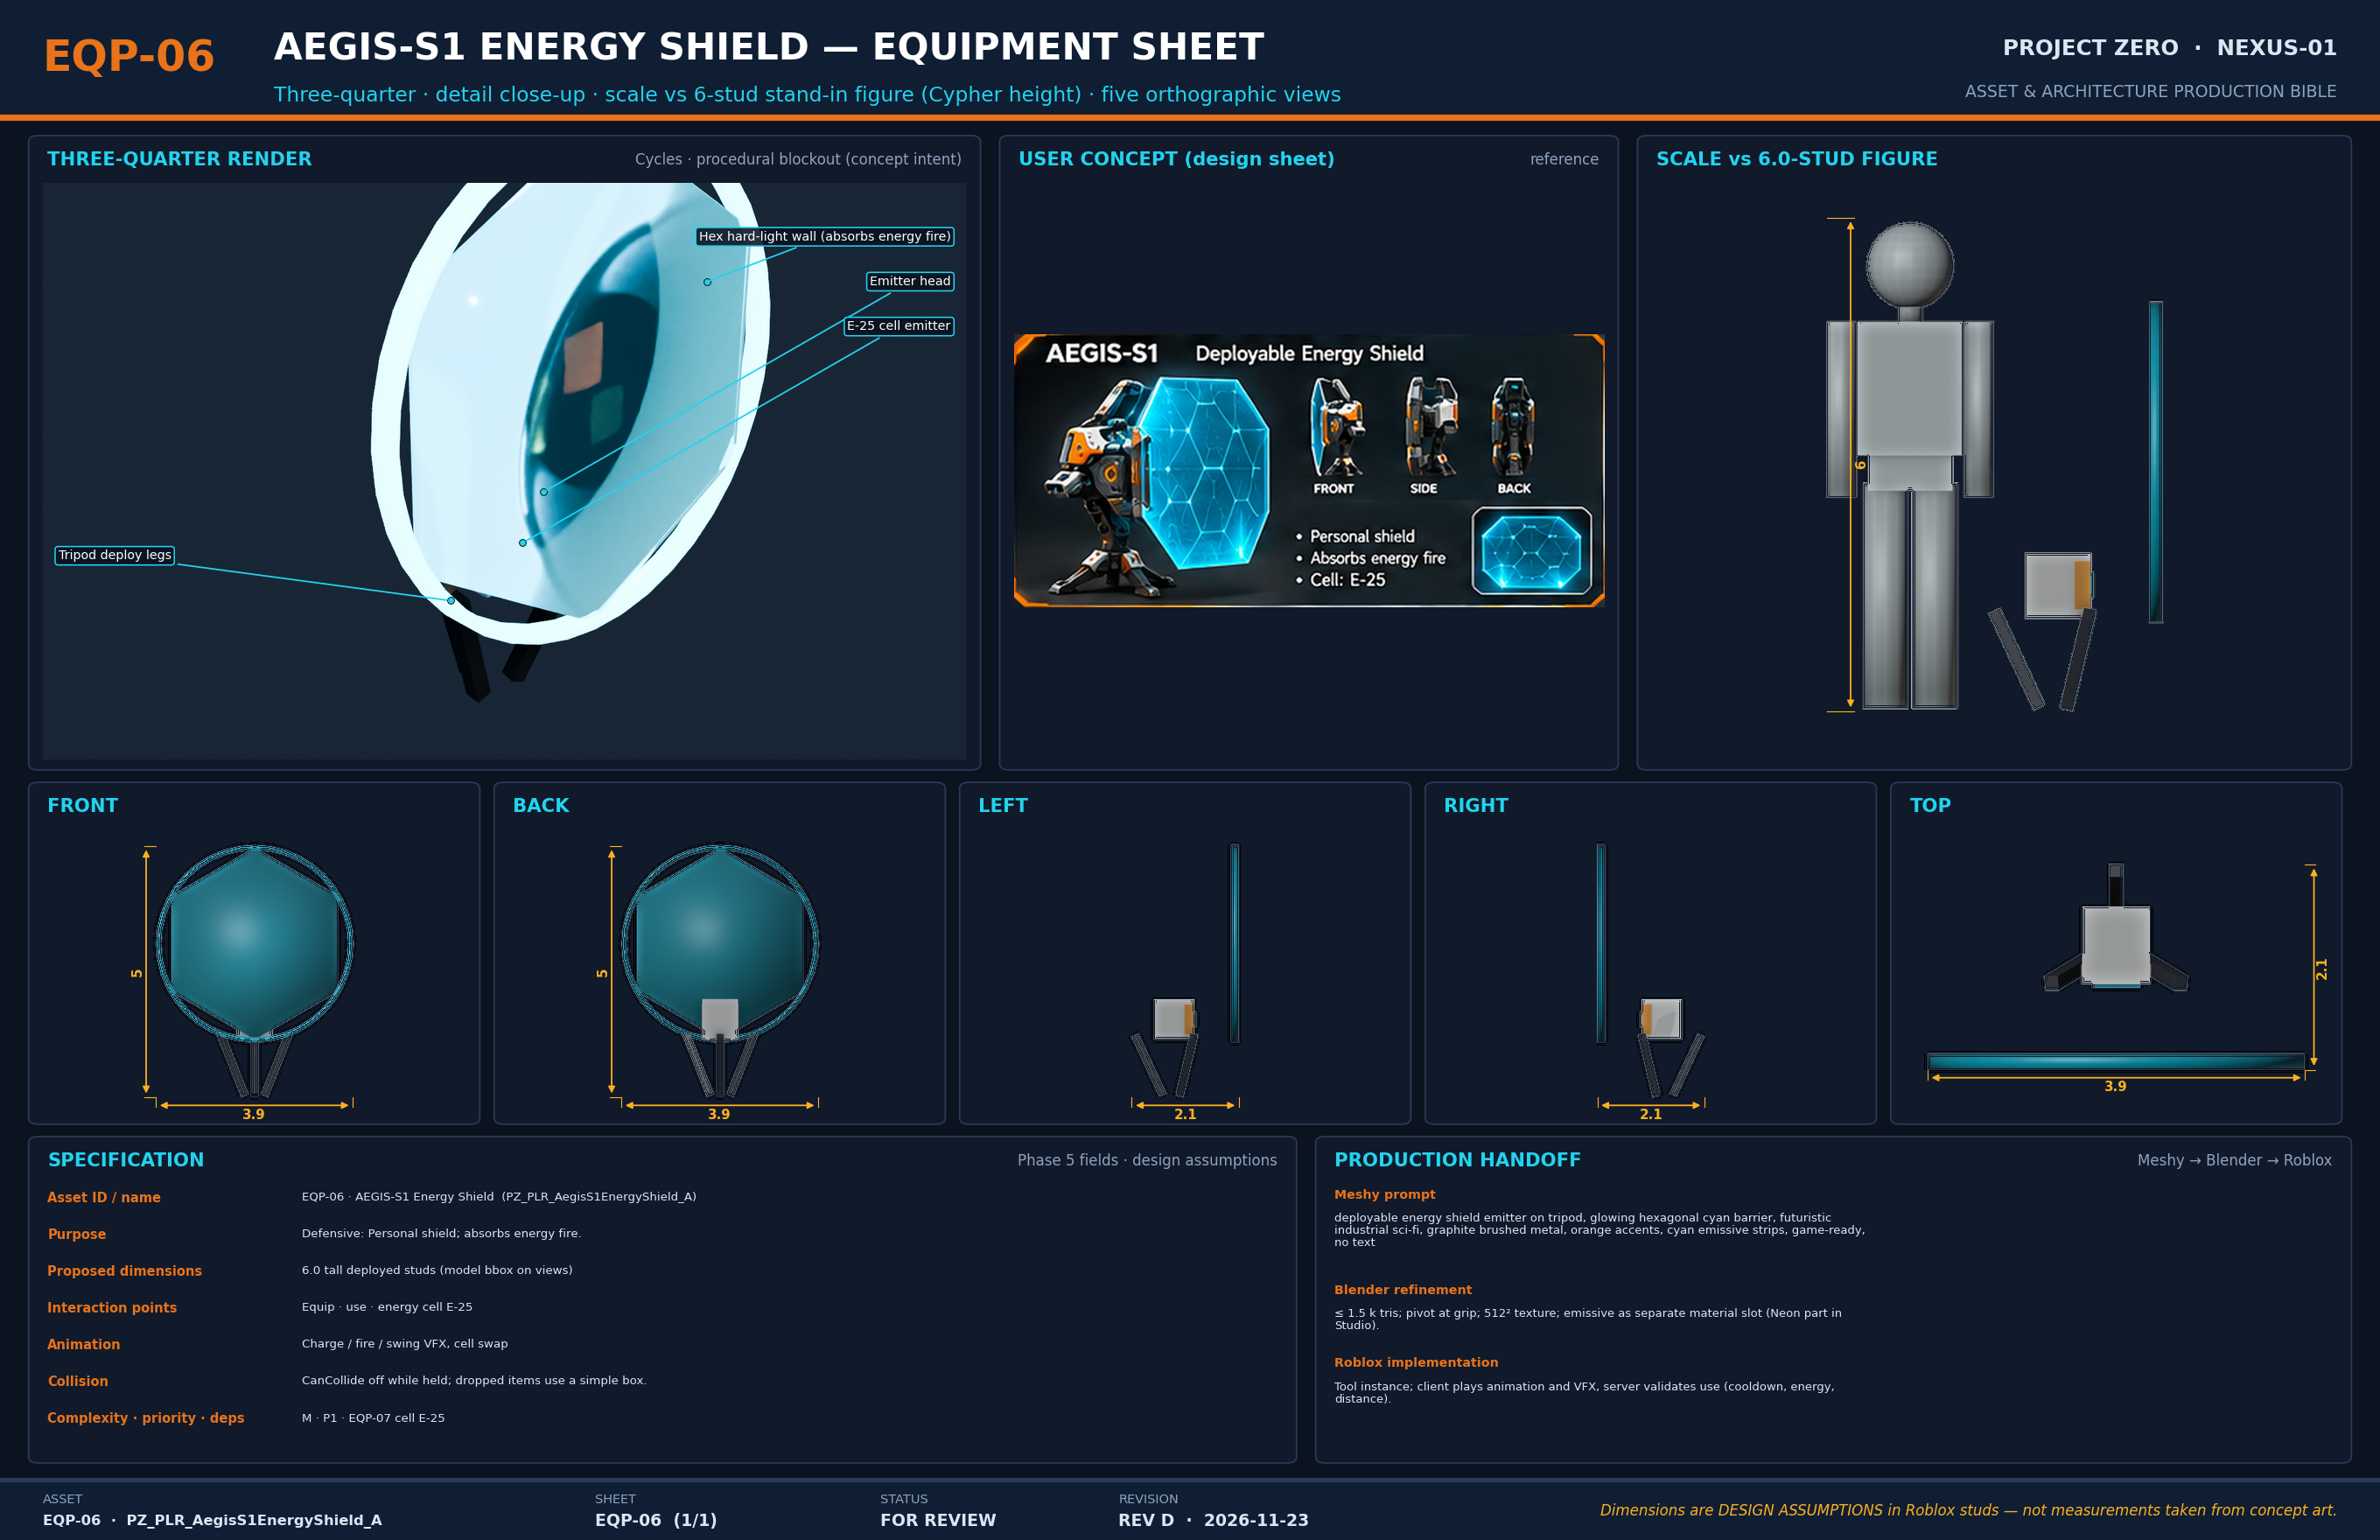 EQP-06
AEGIS-S1 ENERGY SHIELD — EQUIPMENT SHEET
Three-quarter · detail close-up · scale vs 6-stud stand-in figure (Cypher height) · five orthographic views
PROJECT ZERO · NEXUS-01
ASSET & ARCHITECTURE PRODUCTION BIBLE
THREE-QUARTER RENDER
Cycles · procedural blockout (concept intent)
Hex hard-light wall (absorbs energy fire)
Emitter head
E-25 cell emitter
Tripod deploy legs
USER CONCEPT (design sheet)
reference
AEGIS-S1 Deployable Energy Shield
FRONT
SIDE
BACK
• Personal shield
• Absorbs energy fire
• Cell: E-25
SCALE vs 6.0-STUD FIGURE
6
FRONT
5
3.9
BACK
5
3.9
LEFT
2.1
RIGHT
2.1
TOP
2.1
3.9
SPECIFICATION
Phase 5 fields · design assumptions
Asset ID / name
EQP-06 · AEGIS-S1 Energy Shield (PZ_PLR_AegisS1EnergyShield_A)
Purpose
Defensive: Personal shield; absorbs energy fire.
Proposed dimensions
6.0 tall deployed studs (model bbox on views)
Interaction points
Equip · use · energy cell E-25
Animation
Charge / fire / swing VFX, cell swap
Collision
CanCollide off while held; dropped items use a simple box.
Complexity · priority · deps
M · P1 · EQP-07 cell E-25
PRODUCTION HANDOFF
Meshy → Blender → Roblox
Meshy prompt
deployable energy shield emitter on tripod, glowing hexagonal cyan barrier, futuristic
industrial sci-fi, graphite brushed metal, orange accents, cyan emissive strips, game-ready,
no text
Blender refinement
≤ 1.5 k tris; pivot at grip; 512² texture; emissive as separate material slot (Neon part in
Studio).
Roblox implementation
Tool instance; client plays animation and VFX, server validates use (cooldown, energy,
distance).
ASSET
EQP-06 · PZ_PLR_AegisS1EnergyShield_A
SHEET
EQP-06 (1/1)
STATUS
FOR REVIEW
REVISION
REV D · 2026-11-23
Dimensions are DESIGN ASSUMPTIONS in Roblox studs — not measurements taken from concept art.